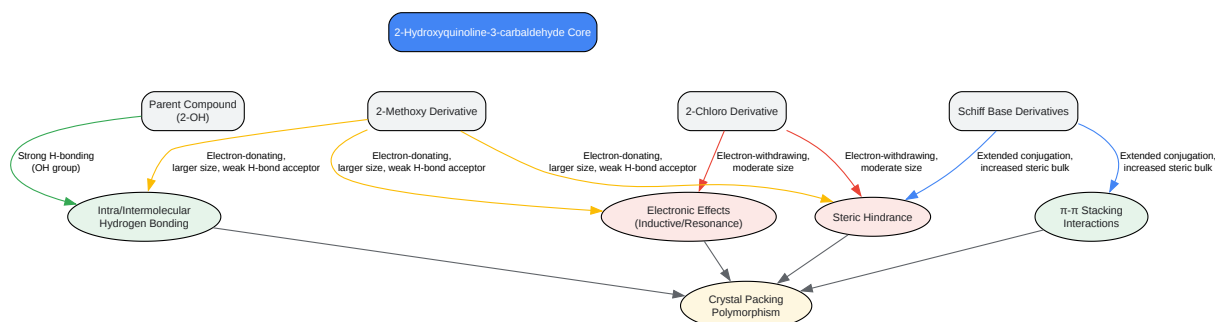 2-Hydroxyquinoline-3-carbaldehyde Core
Parent Compound
(2-OH)
2-Methoxy Derivative
2-Chloro Derivative
Schiff Base Derivatives
Strong H-bonding
(OH group)
Electron-donating,
larger size, weak H-bond acceptor
Electron-donating,
larger size, weak H-bond acceptor
Electron-donating,
larger size, weak H-bond acceptor
Electron-withdrawing,
moderate size
Electron-withdrawing,
moderate size
Extended conjugation,
increased steric bulk
Extended conjugation,
increased steric bulk
Intra/Intermolecular
Hydrogen Bonding
Electronic Effects
(Inductive/Resonance)
Steric Hindrance
π-π Stacking
Interactions
Crystal Packing
Polymorphism